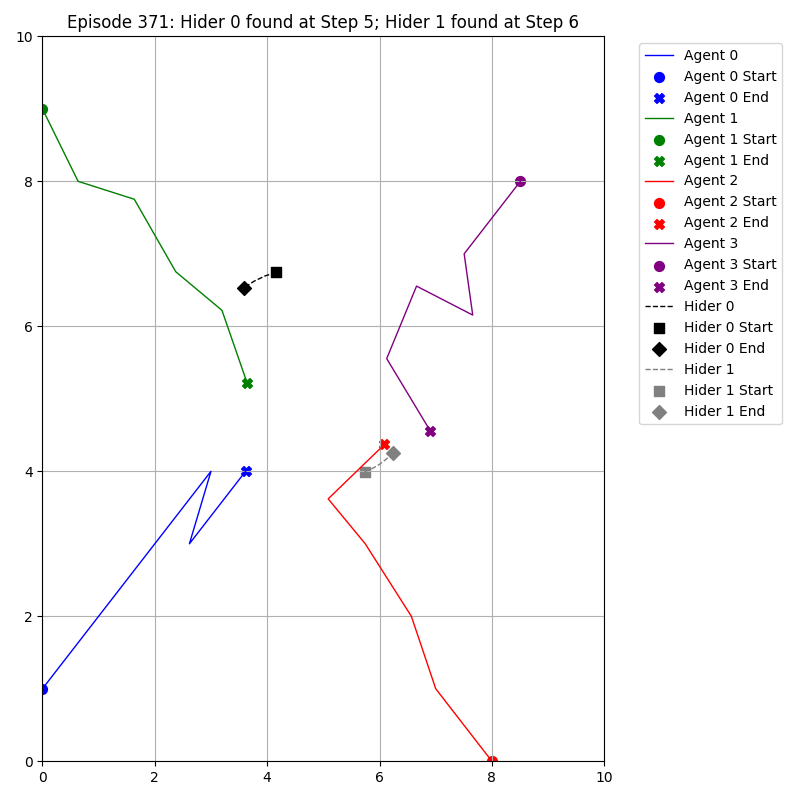 Episode 371: Hider 0 found at Step 5; Hider 1 found at Step 6
10
8
6
4
2
0
0 2 4 6 8 10
Agent 0
Agent 0 Start
Agent 0 End
Agent 1
Agent 1 Start
Agent 1 End
Agent 2
Agent 2 Start
Agent 2 End
Agent 3
Agent 3 Start
Agent 3 End
Hider 0
Hider 0 Start
Hider 0 End
Hider 1
Hider 1 Start
Hider 1 End